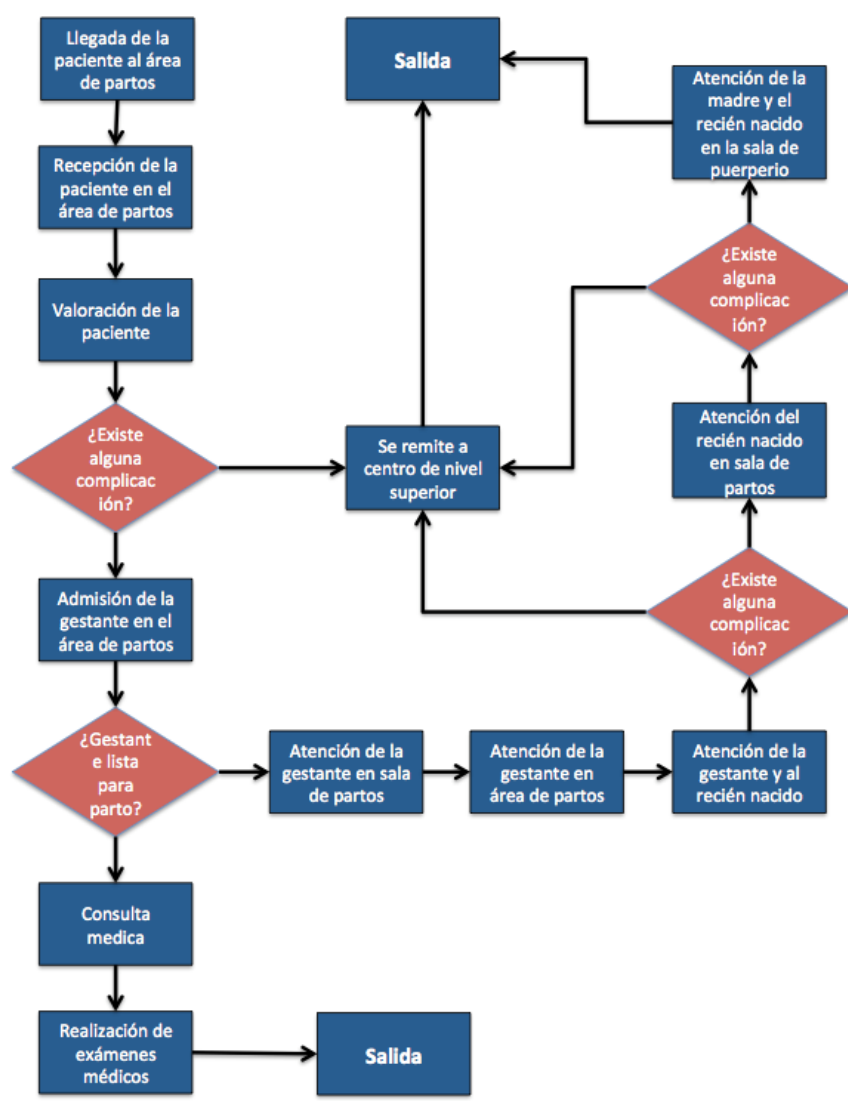 Llegada de la
paciente al área
de partos
Recepción de la
paciente en el
área de partos
Valoración de la
paciente
¿Existe
alguna
complicac
ión?
Admisión de la
gestante en el
área de partos
¿Gestant
e lista
para
parto?
Consulta
medica
Realización de
exámenes
médicos
Salida
Atención de la
gestante en sala
de partos
Atención de la
gestante en
área de partos
Atención de la
gestante y al
recién nacido
¿Existe
alguna
complicac
ión?
Atención del
recién nacido
en sala de
partos
¿Existe
alguna
complicac
ión?
Atención de la
madre y el
recién nacido
en la sala de
puerperio
Se remite a
centro de nivel
superior
Salida